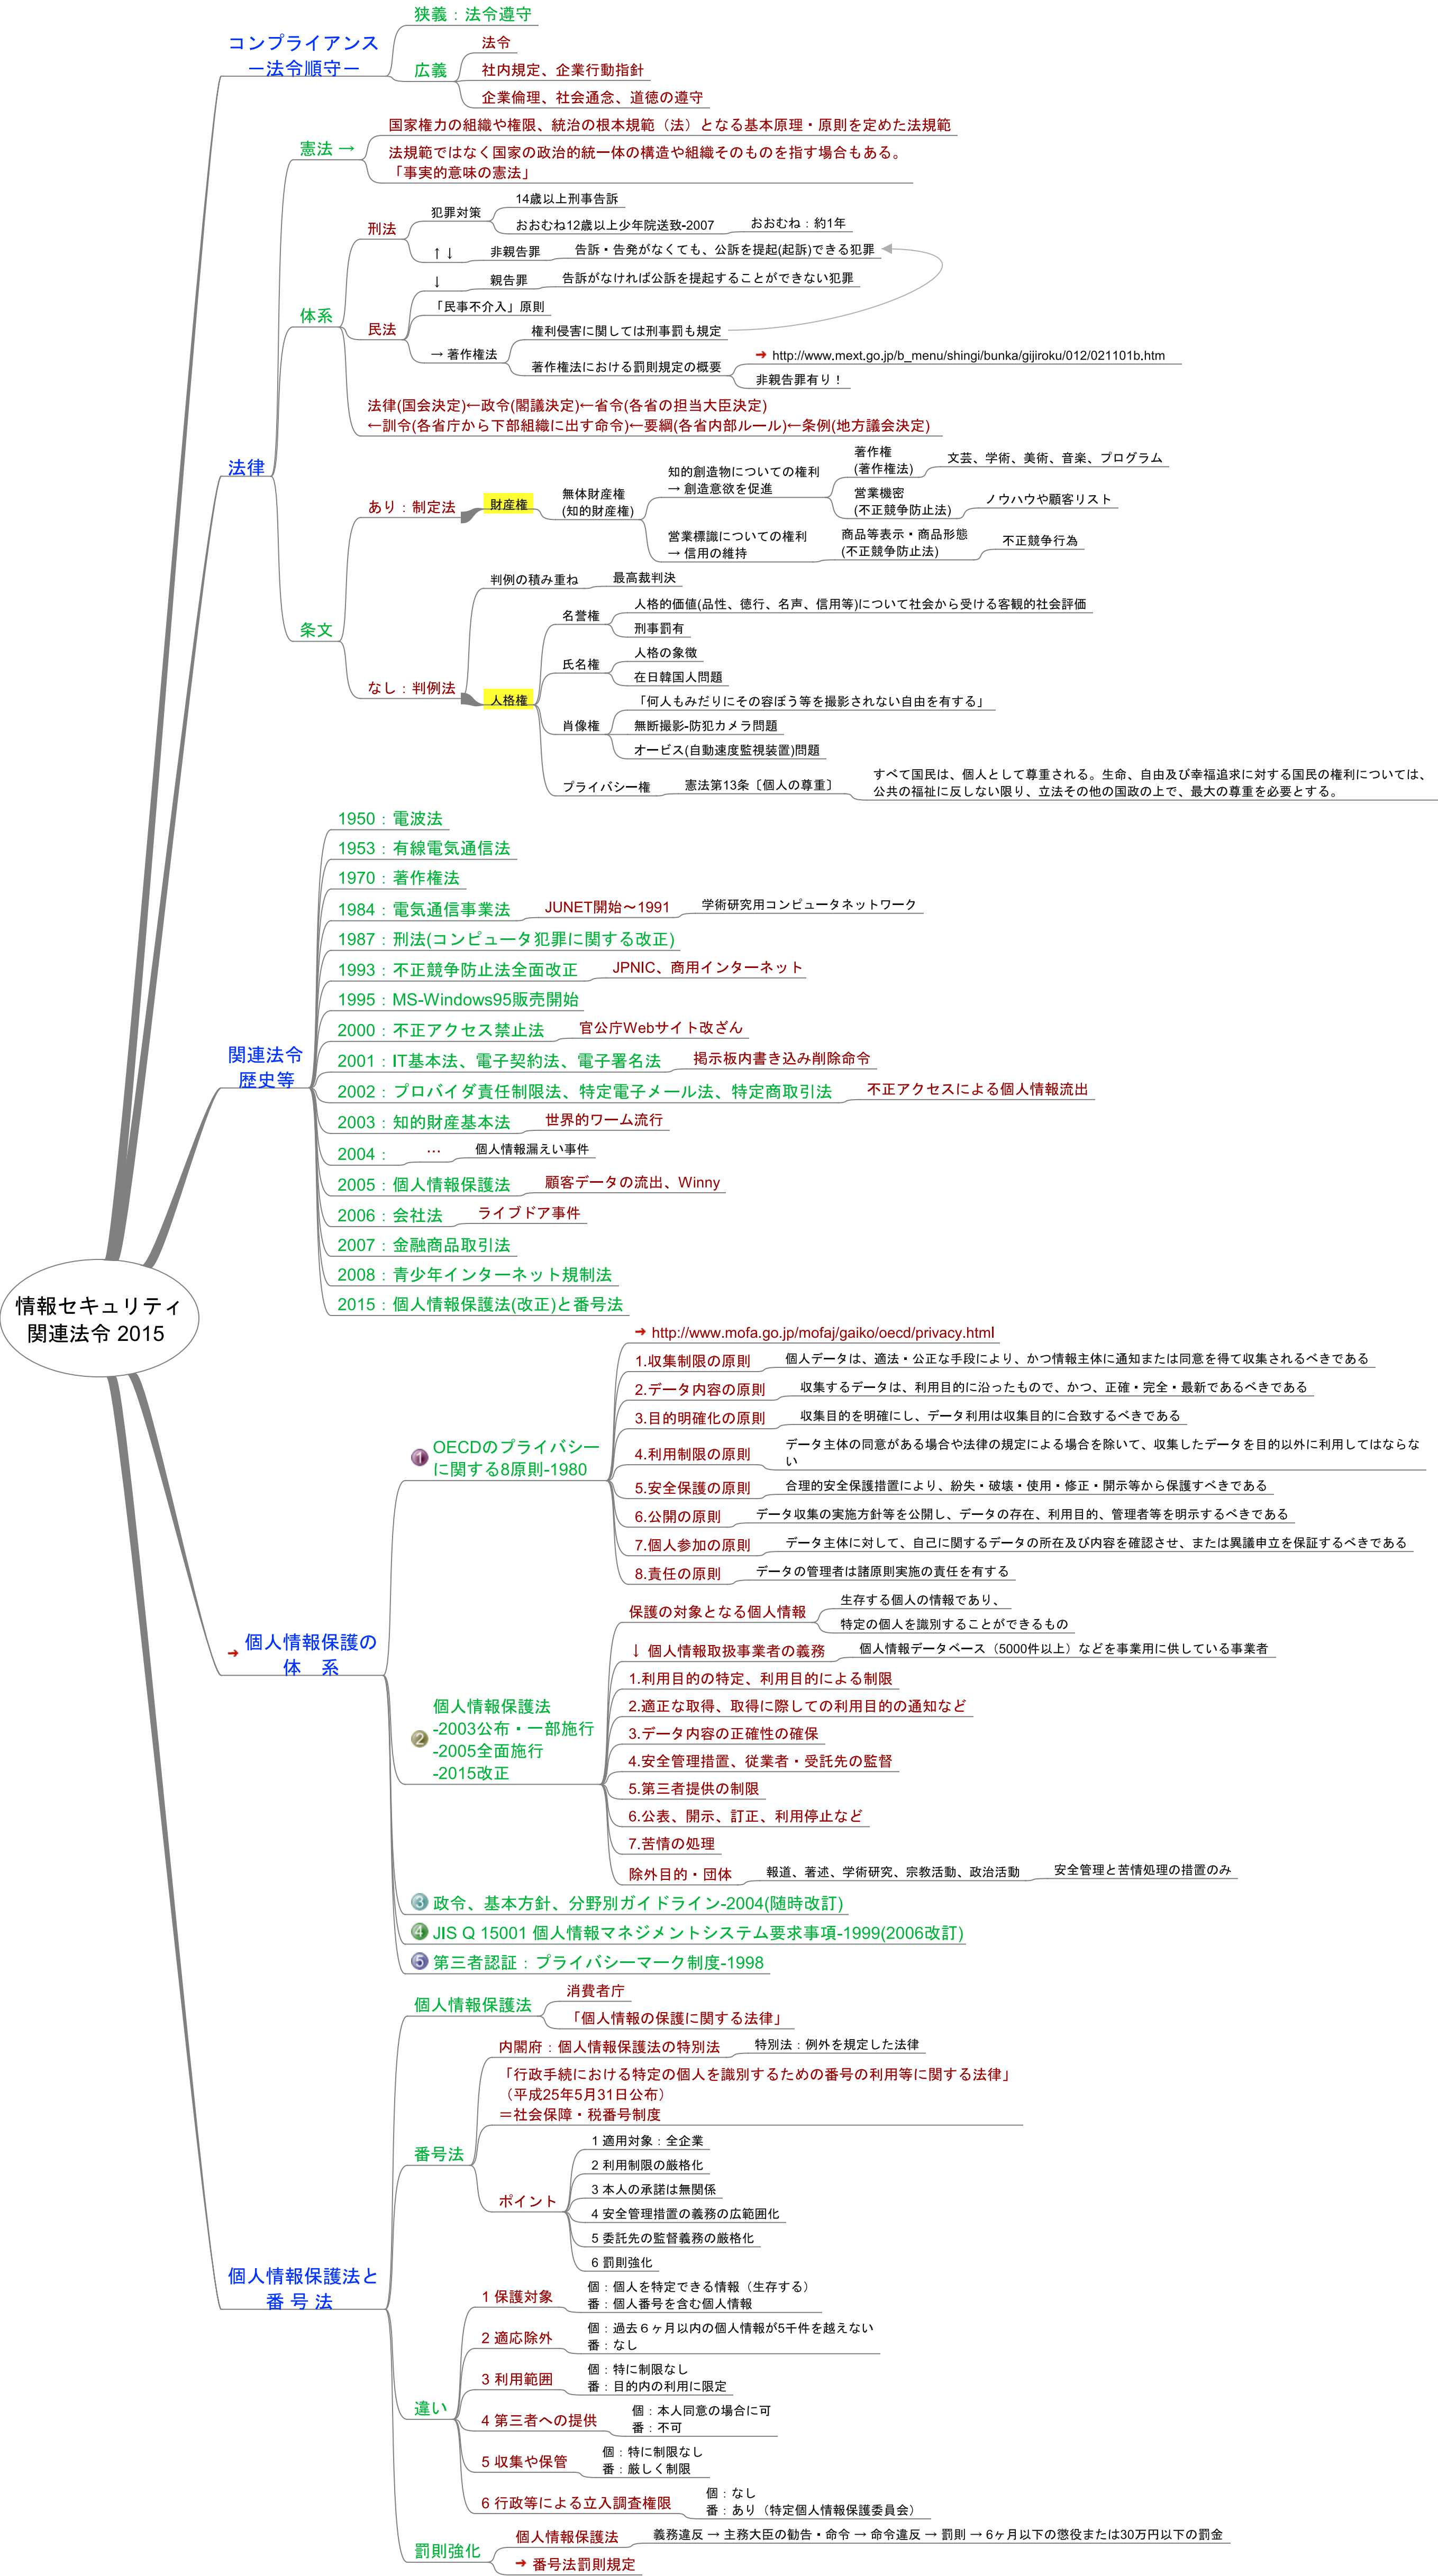 コンプライアンス
－法令順守－
狭義：法令遵守
広義
法令
社内規定、企業行動指針
企業倫理、社会通念、道徳の遵守
法律
憲法 →
国家権力の組織や権限、統治の根本規範（法）となる基本原理・原則を定めた法規範
法規範ではなく国家の政治的統一体の構造や組織そのものを指す場合もある。
「事実的意味の憲法」
体系
刑法
犯罪対策
14歳以上刑事告訴
おおむね12歳以上少年院送致-2007
おおむね：約1年
↑ ↓
非親告罪
告訴・告発がなくても、公訴を提起(起訴)できる犯罪
民法
↓
親告罪
告訴がなければ公訴を提起することができない犯罪
「民事不介入」原則
→ 著作権法
権利侵害に関しては刑事罰も規定
著作権法における罰則規定の概要
→ http://www.mext.go.jp/b_menu/shingi/bunka/gijiroku/012/021101b.htm
非親告罪有り！
法律(国会決定)←政令(閣議決定)←省令(各省の担当大臣決定)
←訓令(各省庁から下部組織に出す命令)←要綱(各省内部ルール)←条例(地方議会決定)
条文
あり：制定法
財産権
無体財産権
(知的財産権)
知的創造物についての権利
→ 創造意欲を促進
著作権
(著作権法)
文芸、学術、美術、音楽、プログラム
営業機密
(不正競争防止法)
ノウハウや顧客リスト
営業標識についての権利
→ 信用の維持
商品等表示・商品形態
(不正競争防止法)
不正競争行為
なし：判例法
判例の積み重ね
最高裁判決
人格権
名誉権
人格的価値(品性、徳行、名声、信用等)について社会から受ける客観的社会評価
刑事罰有
氏名権
人格の象徴
在日韓国人問題
肖像権
「何人もみだりにその容ぼう等を撮影されない自由を有する」
無断撮影-防犯カメラ問題
オービス(自動速度監視装置)問題
プライバシー権
憲法第13条〔個人の尊重〕
すべて国民は、個人として尊重される。生命、自由及び幸福追求に対する国民の権利については、
公共の福祉に反しない限り、立法その他の国政の上で、最大の尊重を必要とする。
関連法令
歴史等
1950：電波法
1953：有線電気通信法
1970：著作権法
1984：電気通信事業法
JUNET開始～1991
学術研究用コンピュータネットワーク
1987：刑法(コンピュータ犯罪に関する改正)
1993：不正競争防止法全面改正
JPNIC、商用インターネット
1995：MS-Windows95販売開始
2000：不正アクセス禁止法
官公庁Webサイト改ざん
2001：IT基本法、電子契約法、電子署名法
掲示板内書き込み削除命令
2002：プロバイダ責任制限法、特定電子メール法、特定商取引法
不正アクセスによる個人情報流出
2003：知的財産基本法
世界的ワーム流行
2004：
…
個人情報漏えい事件
2005：個人情報保護法
顧客データの流出、Winny
2006：会社法
ライブドア事件
2007：金融商品取引法
2008：青少年インターネット規制法
2015：個人情報保護法(改正)と番号法
情報セキュリティ
関連法令 2015
→ 個人情報保護の
体　系
1 OECDのプライバシー
に関する8原則-1980
→ http://www.mofa.go.jp/mofaj/gaiko/oecd/privacy.html
1.収集制限の原則
個人データは、適法・公正な手段により、かつ情報主体に通知または同意を得て収集されるべきである
2.データ内容の原則
収集するデータは、利用目的に沿ったもので、かつ、正確・完全・最新であるべきである
3.目的明確化の原則
収集目的を明確にし、データ利用は収集目的に合致するべきである
4.利用制限の原則
データ主体の同意がある場合や法律の規定による場合を除いて、収集したデータを目的以外に利用してはならな
い
5.安全保護の原則
合理的安全保護措置により、紛失・破壊・使用・修正・開示等から保護すべきである
6.公開の原則
データ収集の実施方針等を公開し、データの存在、利用目的、管理者等を明示するべきである
7.個人参加の原則
データ主体に対して、自己に関するデータの所在及び内容を確認させ、または異議申立を保証するべきである
8.責任の原則
データの管理者は諸原則実施の責任を有する
2 個人情報保護法
-2003公布・一部施行
-2005全面施行
-2015改正
保護の対象となる個人情報
生存する個人の情報であり、
特定の個人を識別することができるもの
↓ 個人情報取扱事業者の義務
個人情報データベース（5000件以上）などを事業用に供している事業者
1.利用目的の特定、利用目的による制限
2.適正な取得、取得に際しての利用目的の通知など
3.データ内容の正確性の確保
4.安全管理措置、従業者・受託先の監督
5.第三者提供の制限
6.公表、開示、訂正、利用停止など
7.苦情の処理
除外目的・団体
報道、著述、学術研究、宗教活動、政治活動
安全管理と苦情処理の措置のみ
3 政令、基本方針、分野別ガイドライン-2004(随時改訂)
4 JIS Q 15001 個人情報マネジメントシステム要求事項-1999(2006改訂)
5 第三者認証：プライバシーマーク制度-1998
個人情報保護法と
番 号 法
個人情報保護法
消費者庁
「個人情報の保護に関する法律」
番号法
内閣府：個人情報保護法の特別法
特別法：例外を規定した法律
「行政手続における特定の個人を識別するための番号の利用等に関する法律」
（平成25年5月31日公布）
＝社会保障・税番号制度
ポイント
1 適用対象：全企業
2 利用制限の厳格化
3 本人の承諾は無関係
4 安全管理措置の義務の広範囲化
5 委託先の監督義務の厳格化
6 罰則強化
違い
1 保護対象
個：個人を特定できる情報（生存する）
番：個人番号を含む個人情報
2 適応除外
個：過去６ヶ月以内の個人情報が5千件を越えない
番：なし
3 利用範囲
個：特に制限なし
番：目的内の利用に限定
4 第三者への提供
個：本人同意の場合に可
番：不可
5 収集や保管
個：特に制限なし
番：厳しく制限
6 行政等による立入調査権限
個：なし
番：あり（特定個人情報保護委員会）
罰則強化
個人情報保護法
義務違反 → 主務大臣の勧告・命令 → 命令違反 → 罰則 → 6ヶ月以下の懲役または30万円以下の罰金
→ 番号法罰則規定